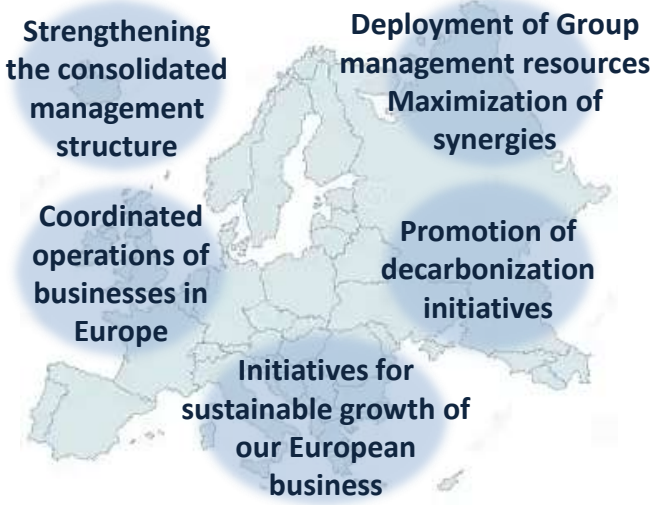 Strengthening
the consolidated
management
structure
Deployment of Group
management resources
Maximization of
synergies
Coordinated
operations of
businesses in
Europe
Promotion of
decarbonization
initiatives
Initiatives for
sustainable growth of
our European
business